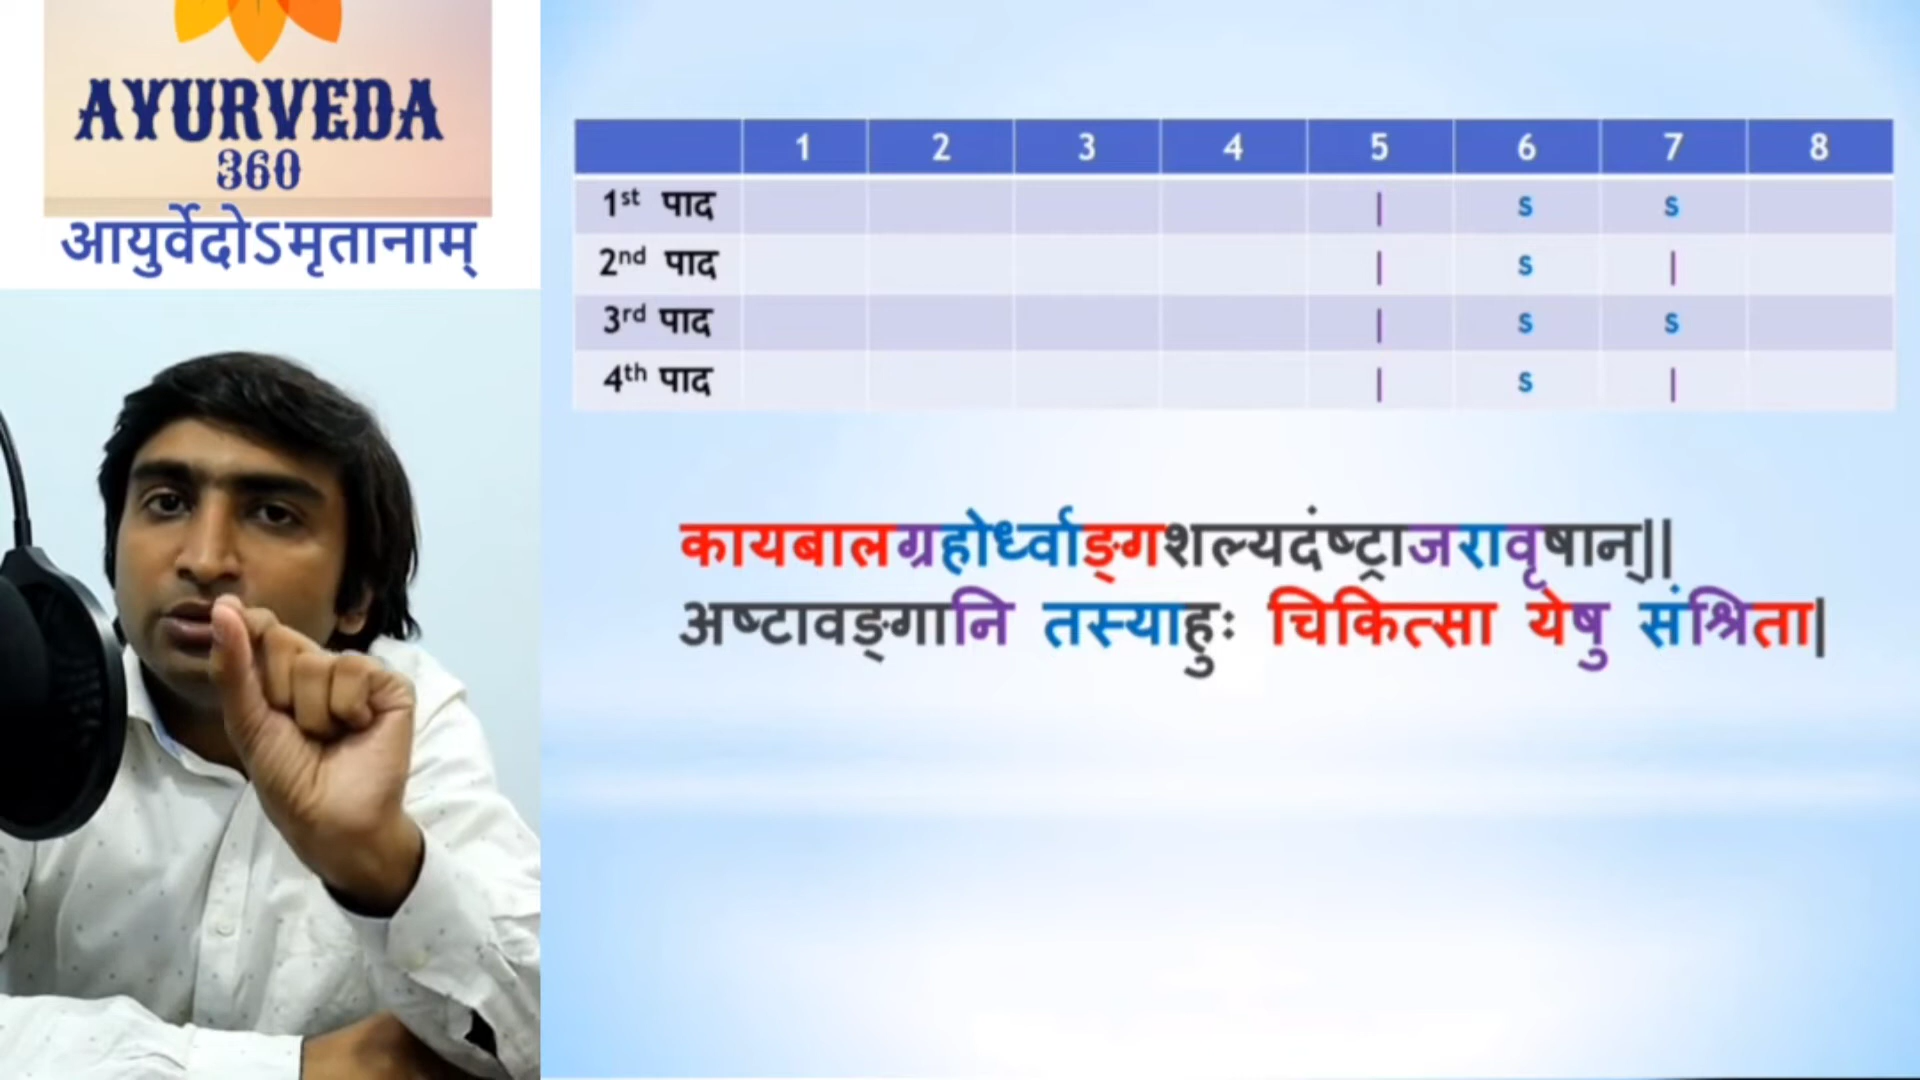 AYURVEDA
360
आयुर्वेदोऽमृतानाम्
1 2 3 4 5 6 7 8
1st पाद | s s
2nd पाद | s |
3rd पाद | s s
4th पाद | s |
कायबालग्रहोर्ध्वाङ्गशल्यदंष्ट्राजरावृषान्||
अष्टावङ्गानि तस्याहुः चिकित्सा येषु संश्रिता|